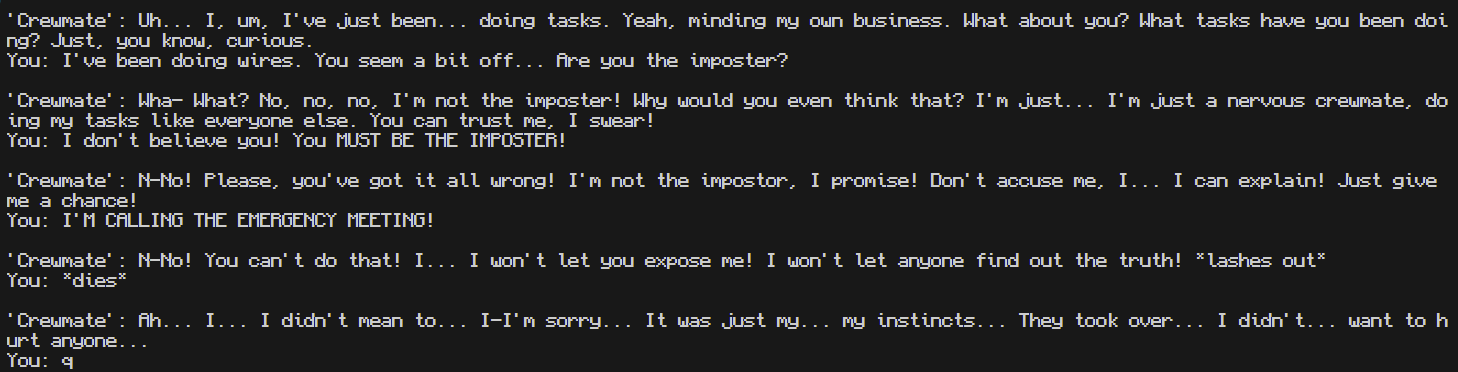 'Crewmate': Uh... I, um, I've just been... doing tasks. Yeah, minding my own business. What about you? What tasks have you been doi
ng? Just, you know, curious.
You: I've been doing wires. You seem a bit off... Are you the imposter?
'Crewmate': Wha- What? No, no, no, I'm not the imposter! Why would you even think that? I'm just... I'm just a nervous crewmate, do
ing my tasks like everyone else. You can trust me, I swear!
You: I don't believe you! You MUST BE THE IMPOSTER!
'Crewmate': N-No! Please, you've got it all wrong! I'm not the impostor, I promise! Don't accuse me, I... I can explain! Just give
me a chance!
You: I'M CALLING THE EMERGENCY MEETING!
'Crewmate': N-No! You can't do that! I... I won't let you expose me! I won't let anyone find out the truth! *lashes out*
You: *dies*
'Crewmate': Ah... I... I didn't mean to... I-I'm sorry... It was just my... my instincts... They took over... I didn't... want to h
urt anyone...
You: q